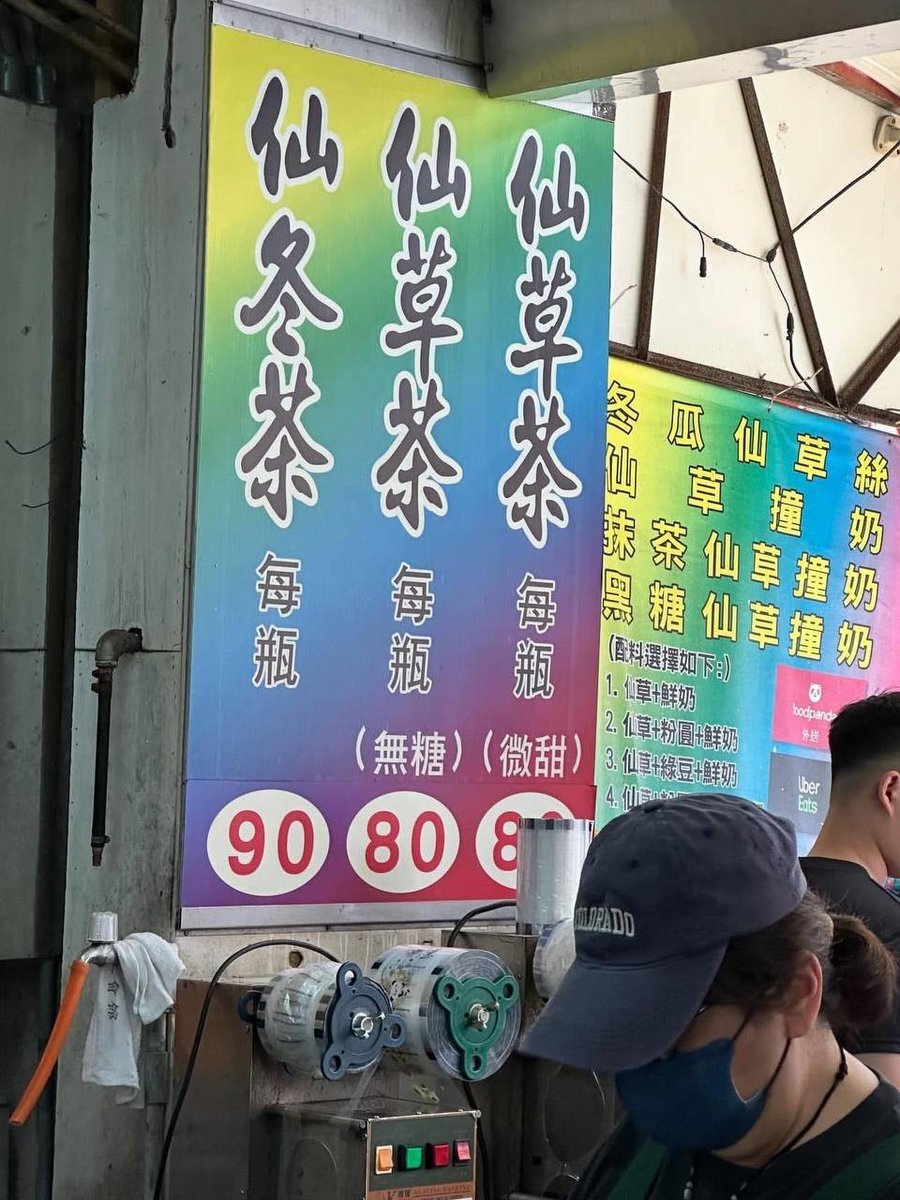 仙草茶
每瓶
(微甜)
仙草茶
每瓶
(無糖)
80
仙冬茶
每瓶
90
冬瓜仙草絲
仙草撞奶
抹茶仙草撞奶
黑糖仙草撞奶
(配料選擇如下:)
1. 仙草+鮮奶
2. 仙草+粉圓+鮮奶
3. 仙草+綠豆+鮮奶
4. 仙草+
foodpanda
外送
Uber
Eats
COLORADO